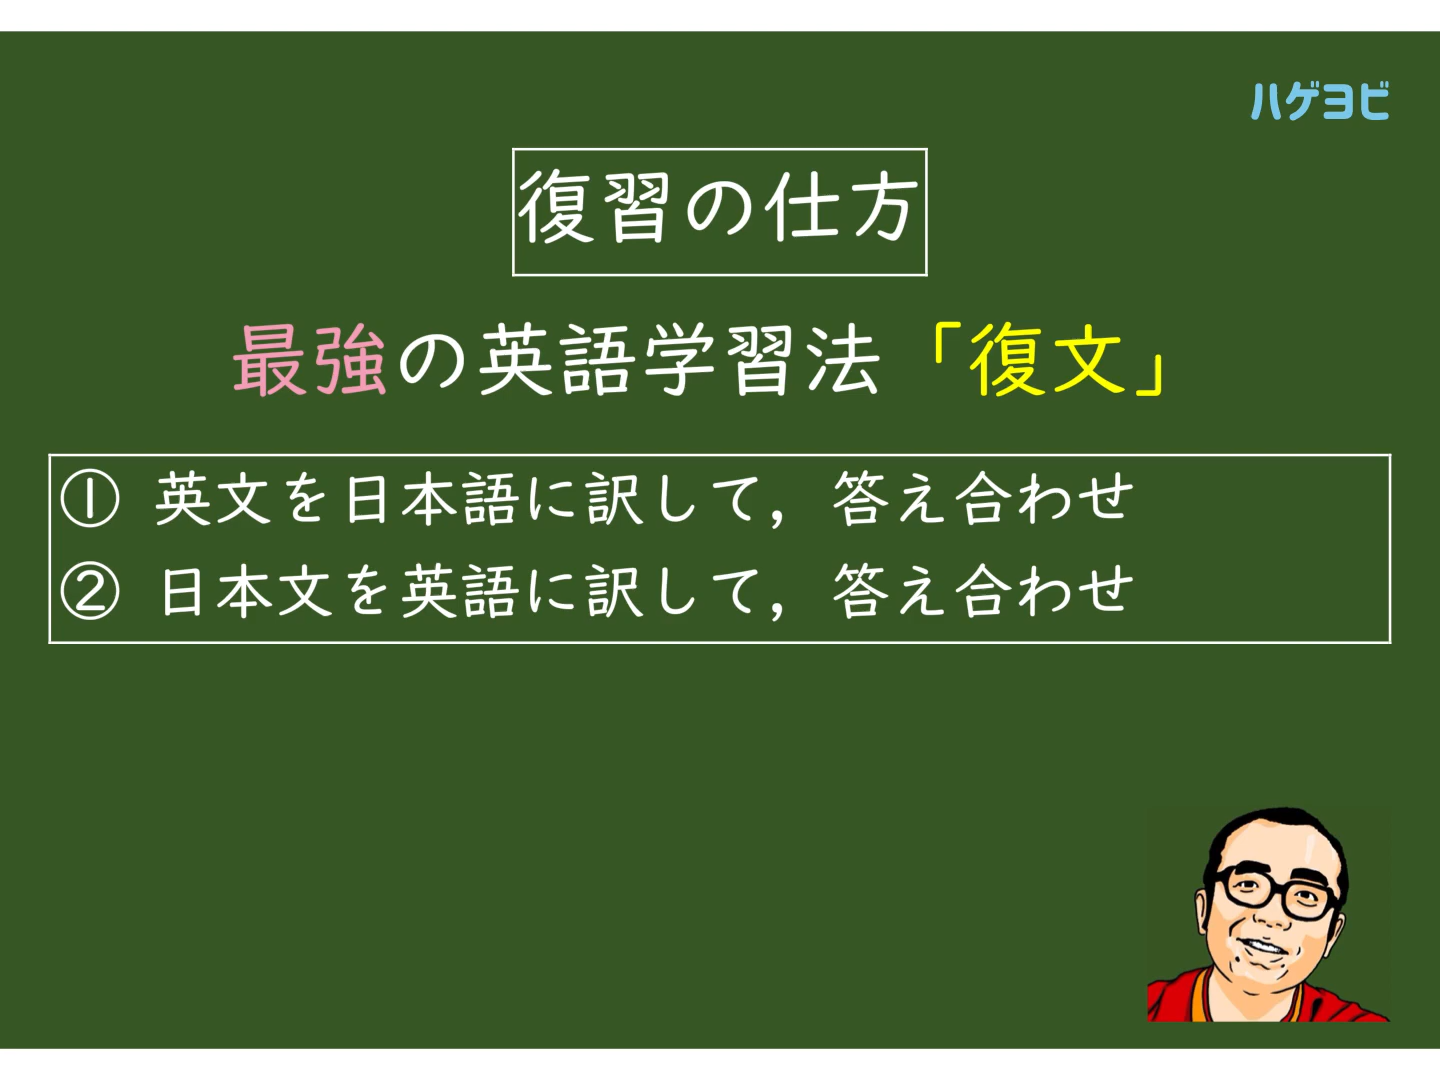 ハゲヨビ
復習の仕方
最強の英語学習法「復文」
① 英文を日本語に訳して，答え合わせ
② 日本文を英語に訳して，答え合わせ